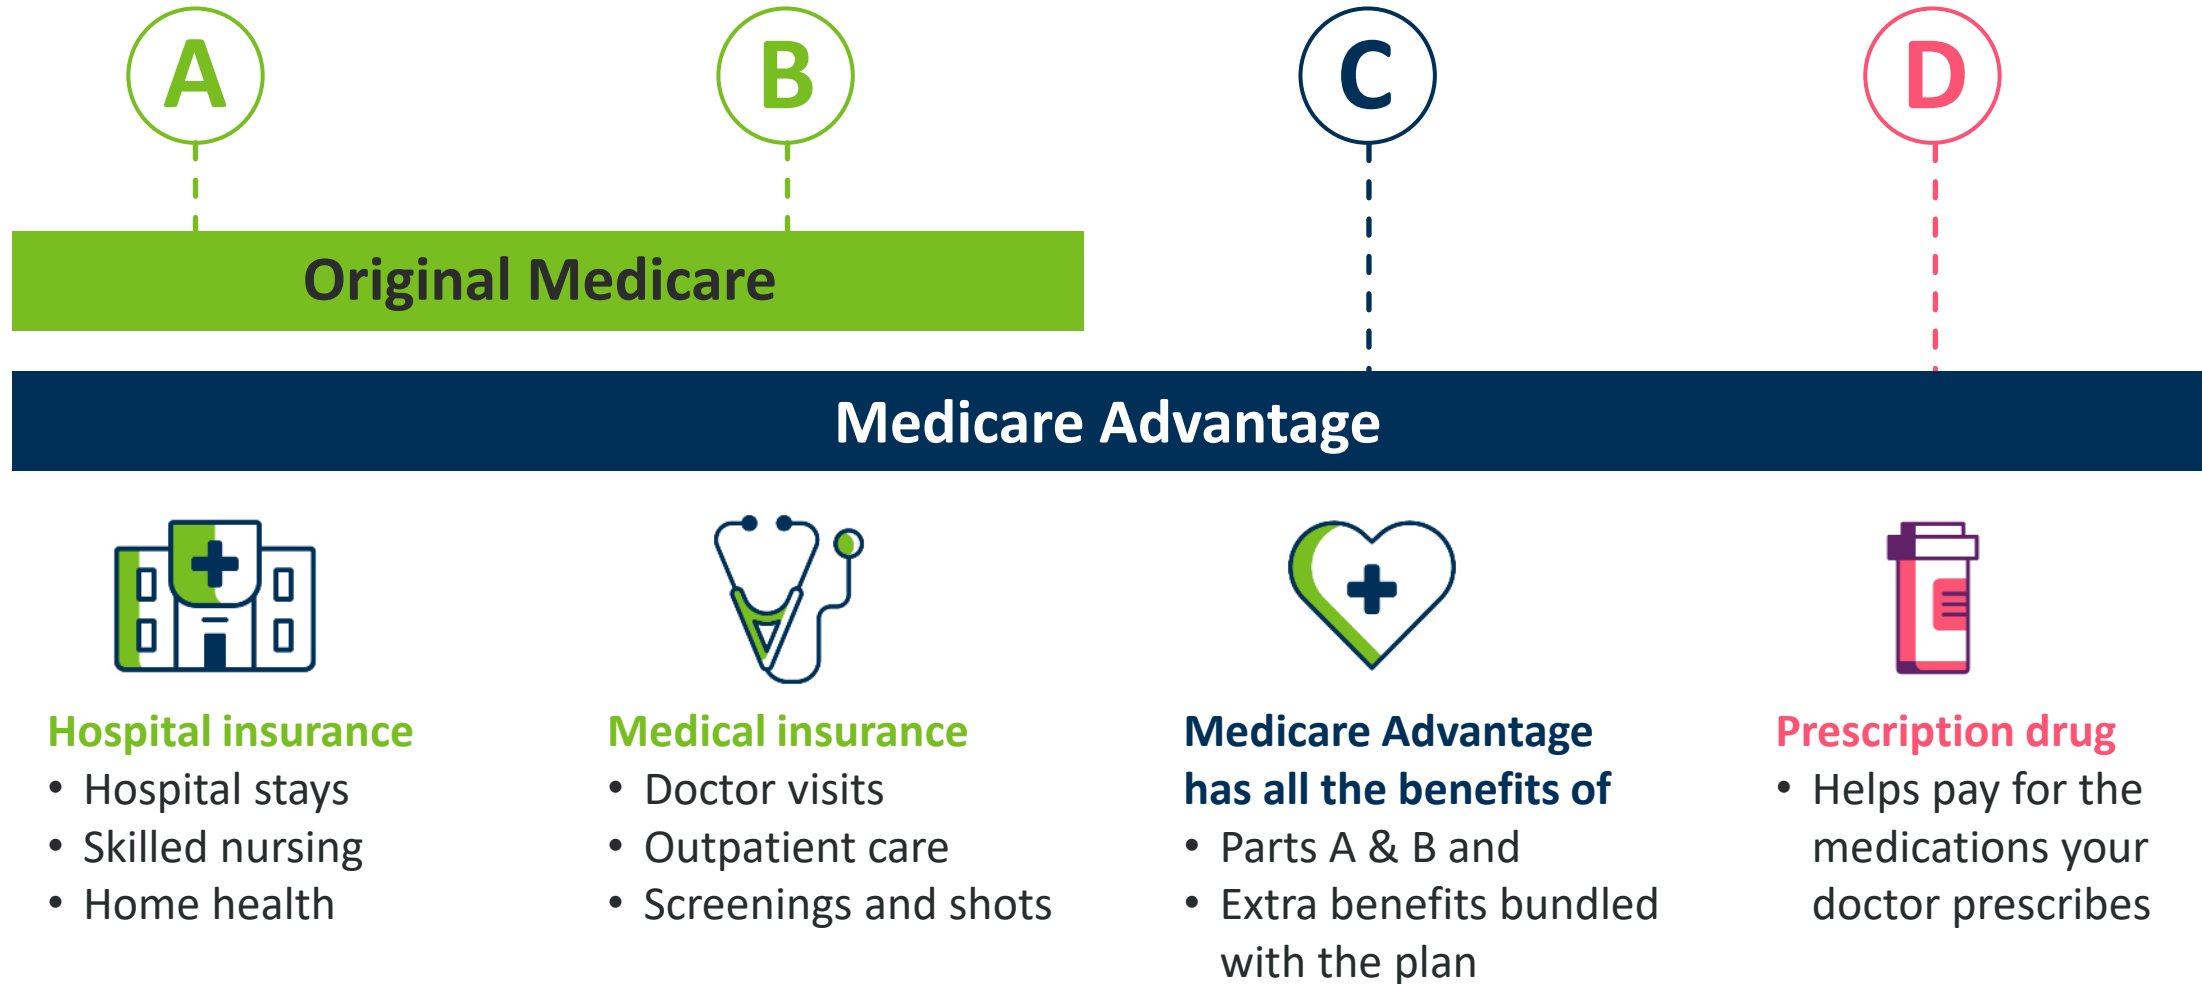 A
B
C
D
Original Medicare
Medicare Advantage
Hospital insurance
• Hospital stays
• Skilled nursing
• Home health
Medical insurance
• Doctor visits
• Outpatient care
• Screenings and shots
Medicare Advantage
has all the benefits of
• Parts A & B and
• Extra benefits bundled
with the plan
Prescription drug
• Helps pay for the
medications your
doctor prescribes